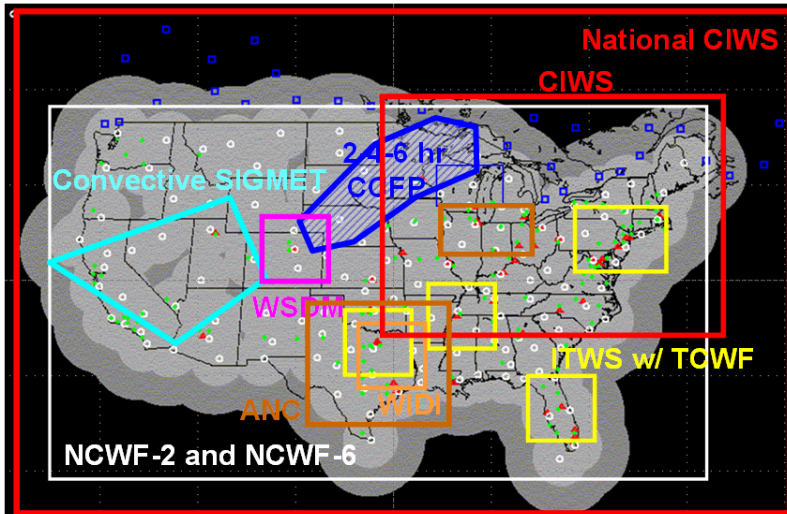 National CIWS
CIWS
2-4-6 hr
CCFP
Convective SIGMET
WSDM
ITWS w/ TCWF
ANC
WIDI
NCWF-2 and NCWF-6